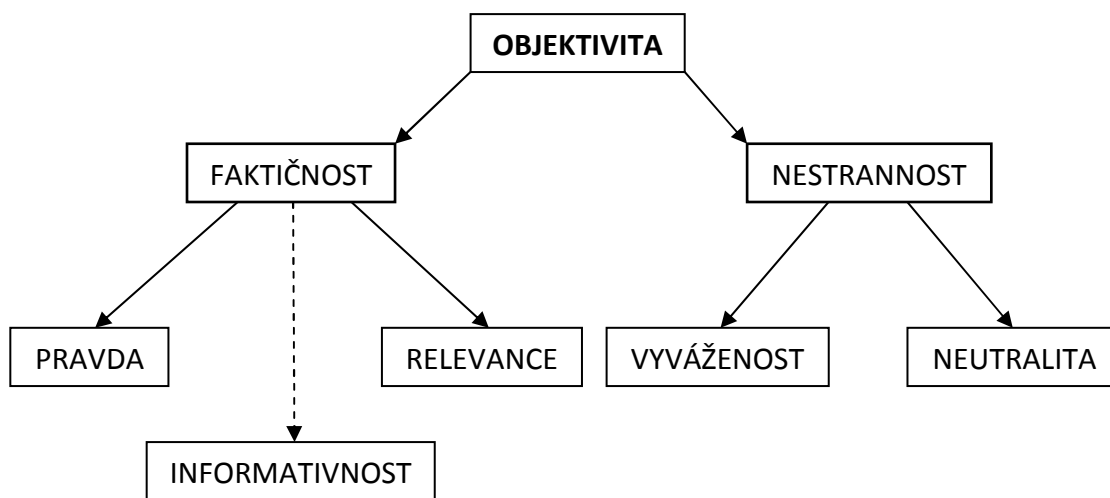 OBJEKTIVITA
FAKTIČNOST
NESTRANNOST
PRAVDA
RELEVANCE
VYVÁŽENOST
NEUTRALITA
INFORMATIVNOST